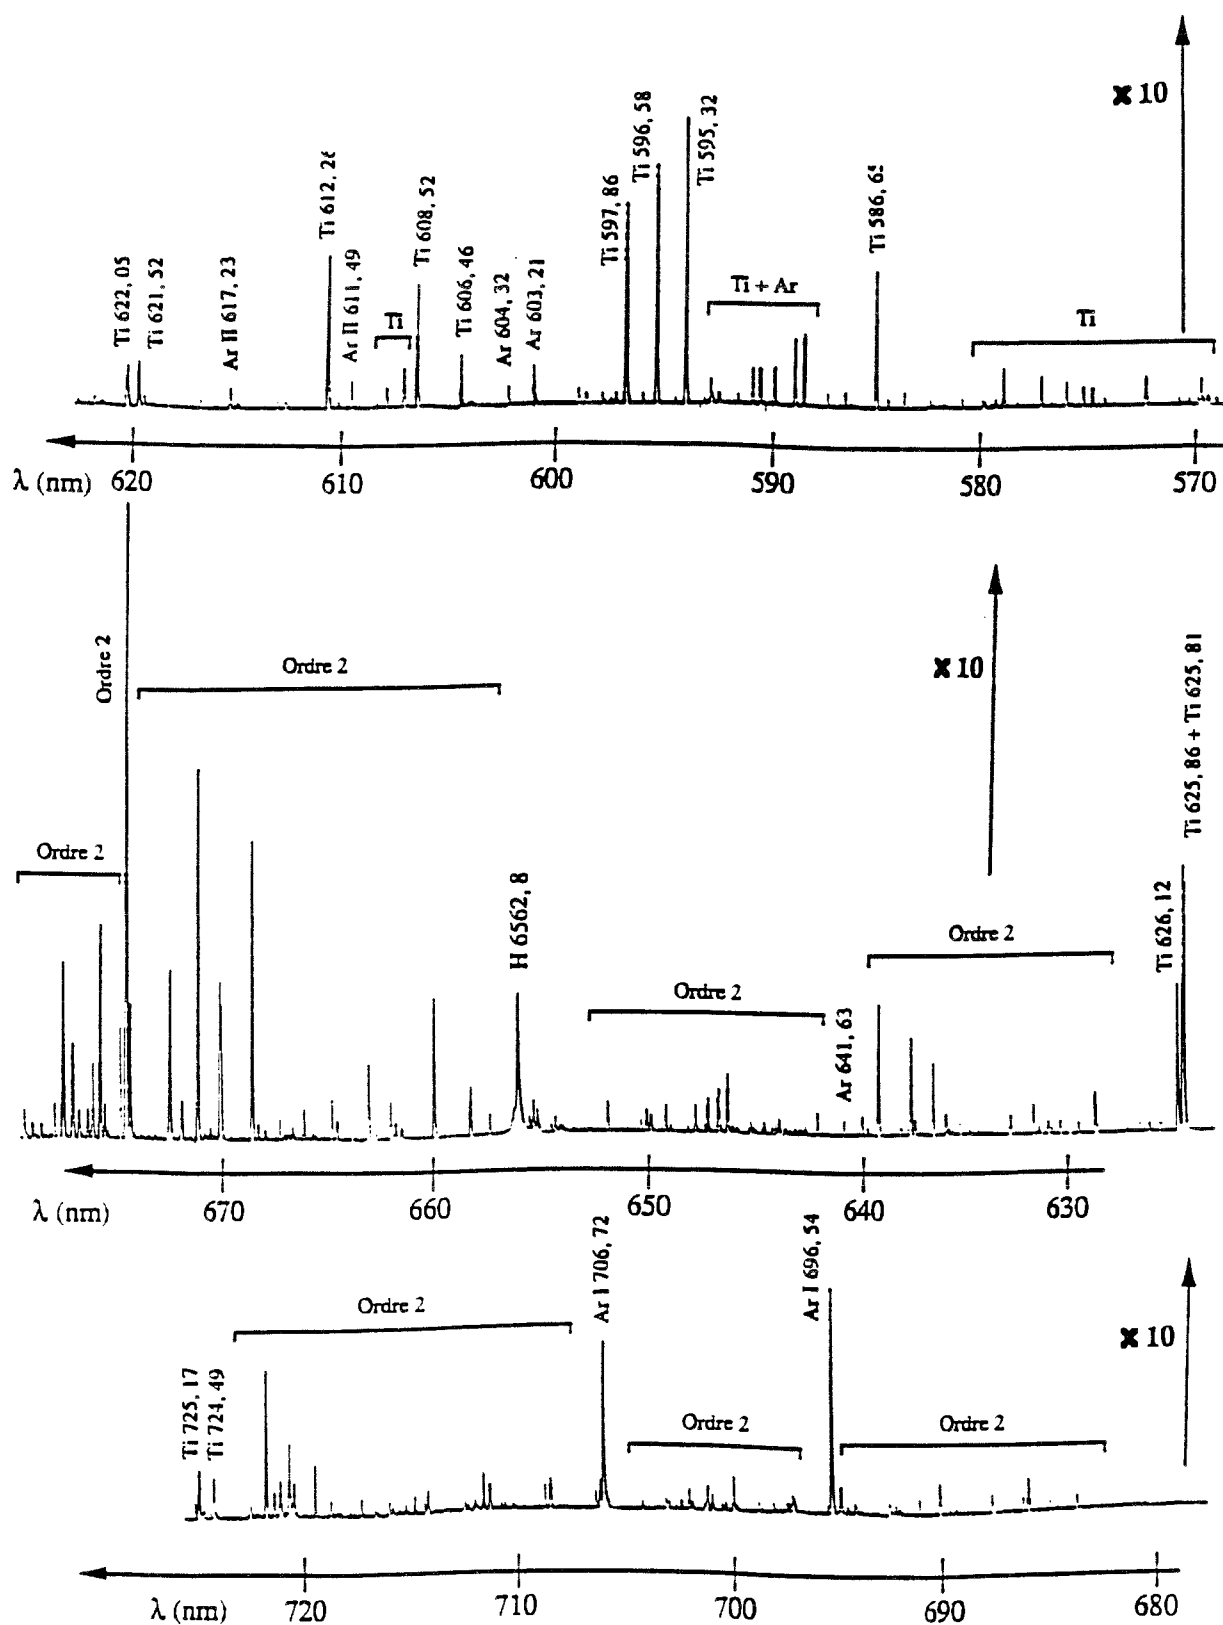 x 10
Ti 622, 05
Ti 621, 52
Ar II 617, 23
Ti 612, 26
Ar II 611, 49
Ti
Ti 608, 52
Ti 606, 46
Ar 604, 32
Ar 603, 21
Ti 597, 86
Ti 596, 58
Ti 595, 32
Ti + Ar
Ti 586, 65
Ti
λ (nm) 620 610 600 590 580 570
Ordre 2
Ordre 2
Ordre 2
H 6562, 8
Ordre 2
Ar 641, 63
Ordre 2
x 10
Ti 626, 12
Ti 625, 86 + Ti 625, 81
λ (nm) 670 660 650 640 630
Ti 725, 17
Ti 724, 49
Ordre 2
Ar I 706, 72
Ordre 2
Ar I 696, 54
Ordre 2
x 10
λ (nm) 720 710 700 690 680